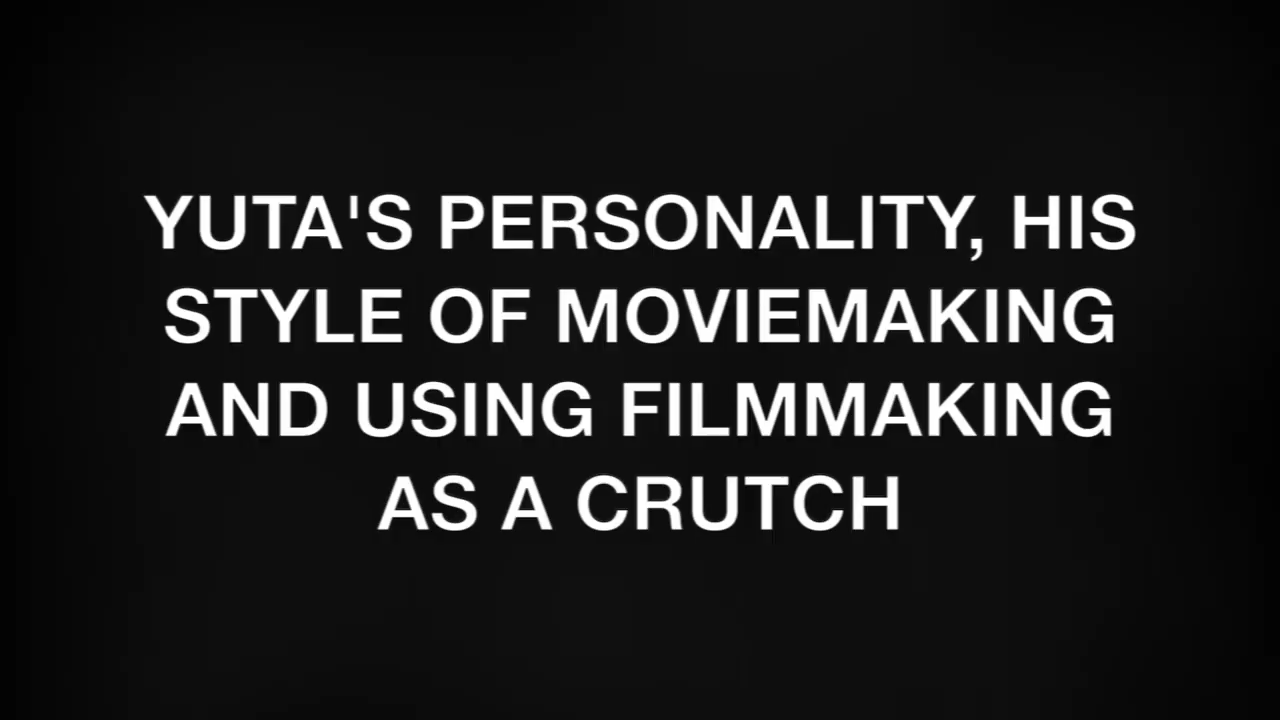 YUTA'S PERSONALITY, HIS
STYLE OF MOVIEMAKING
AND USING FILMMAKING
AS A CRUTCH